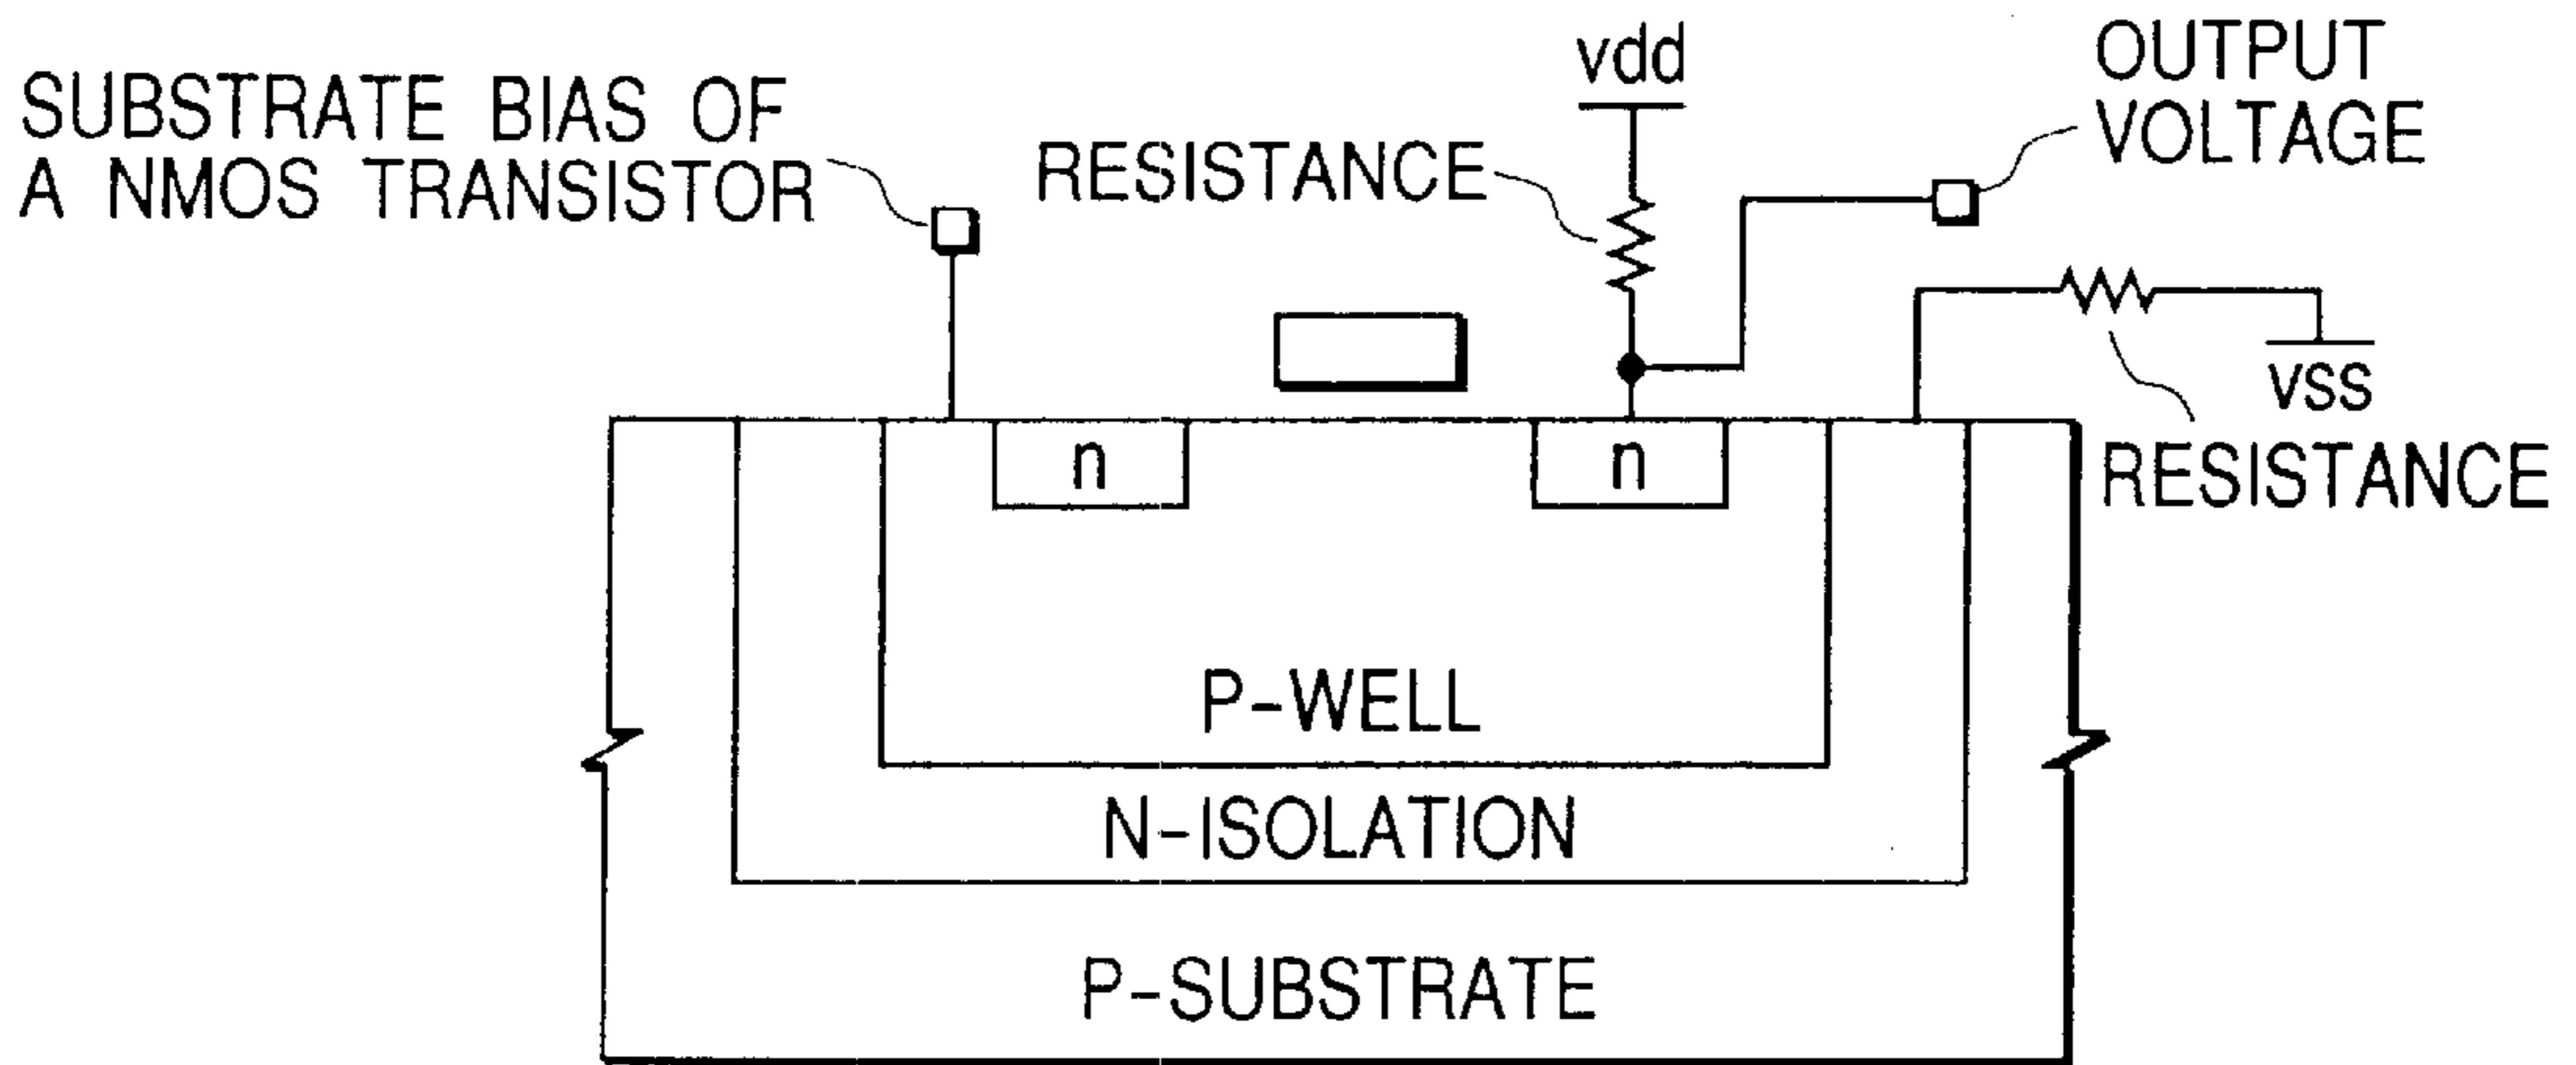 SUBSTRATE BIAS OF
A NMOS TRANSISTOR
RESISTANCE
vdd
OUTPUT
VOLTAGE
VSS
RESISTANCE
n
n
P-WELL
N-ISOLATION
P-SUBSTRATE